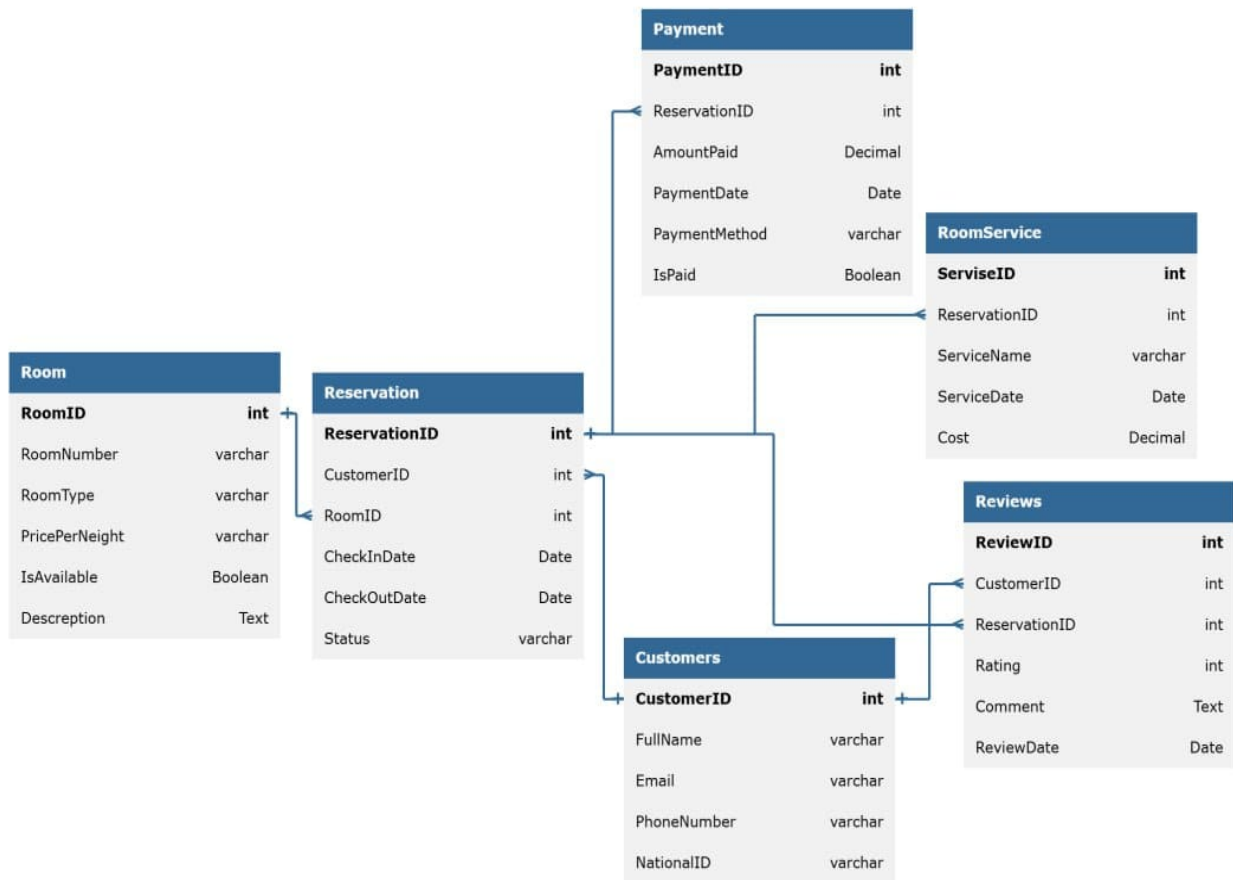 Payment
PaymentID int
ReservationID int
AmountPaid Decimal
PaymentDate Date
PaymentMethod varchar
IsPaid Boolean
RoomService
ServiseID int
ReservationID int
ServiceName varchar
ServiceDate Date
Cost Decimal
Room
RoomID int
RoomNumber varchar
RoomType varchar
PricePerNeight varchar
IsAvailable Boolean
Descreption Text
Reservation
ReservationID int
CustomerID int
RoomID int
CheckInDate Date
CheckOutDate Date
Status varchar
Reviews
ReviewID int
CustomerID int
ReservationID int
Rating int
Comment Text
ReviewDate Date
Customers
CustomerID int
FullName varchar
Email varchar
PhoneNumber varchar
NationalID varchar